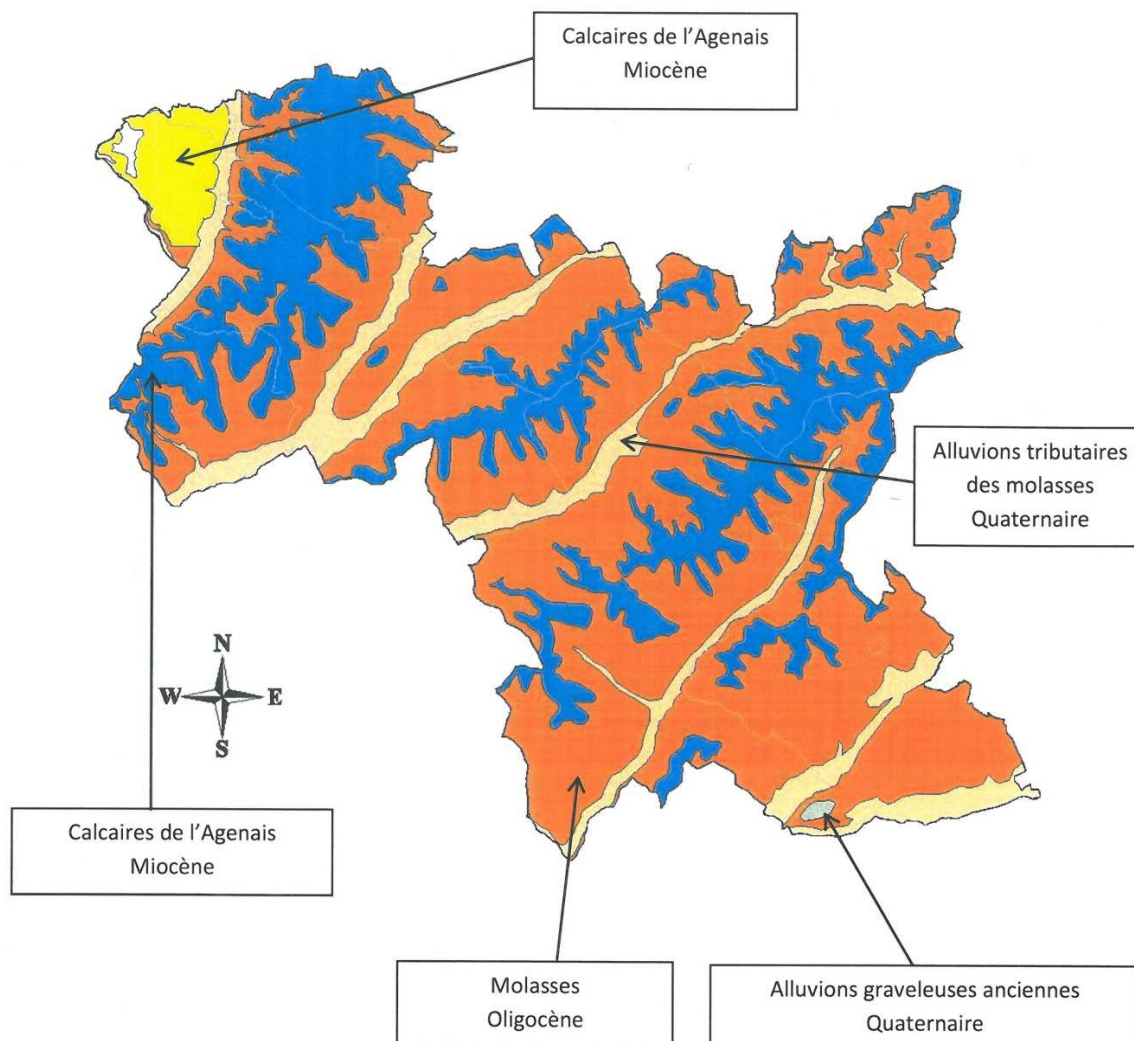 Calcaires de l'Agenais
Miocène
Alluvions tributaires
des molasses
Quaternaire
N
W
E
S
Calcaires de l'Agenais
Miocène
Molasses
Oligocène
Alluvions graveleuses anciennes
Quaternaire